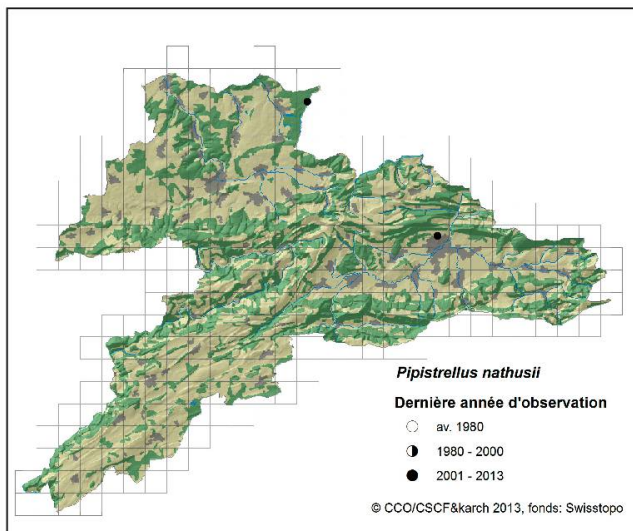 Pipistrellus nathusii
Dernière année d'observation
av. 1980
1980 - 2000
2001 - 2013
© CCO/CSCF&karch 2013, fonds: Swisstopo